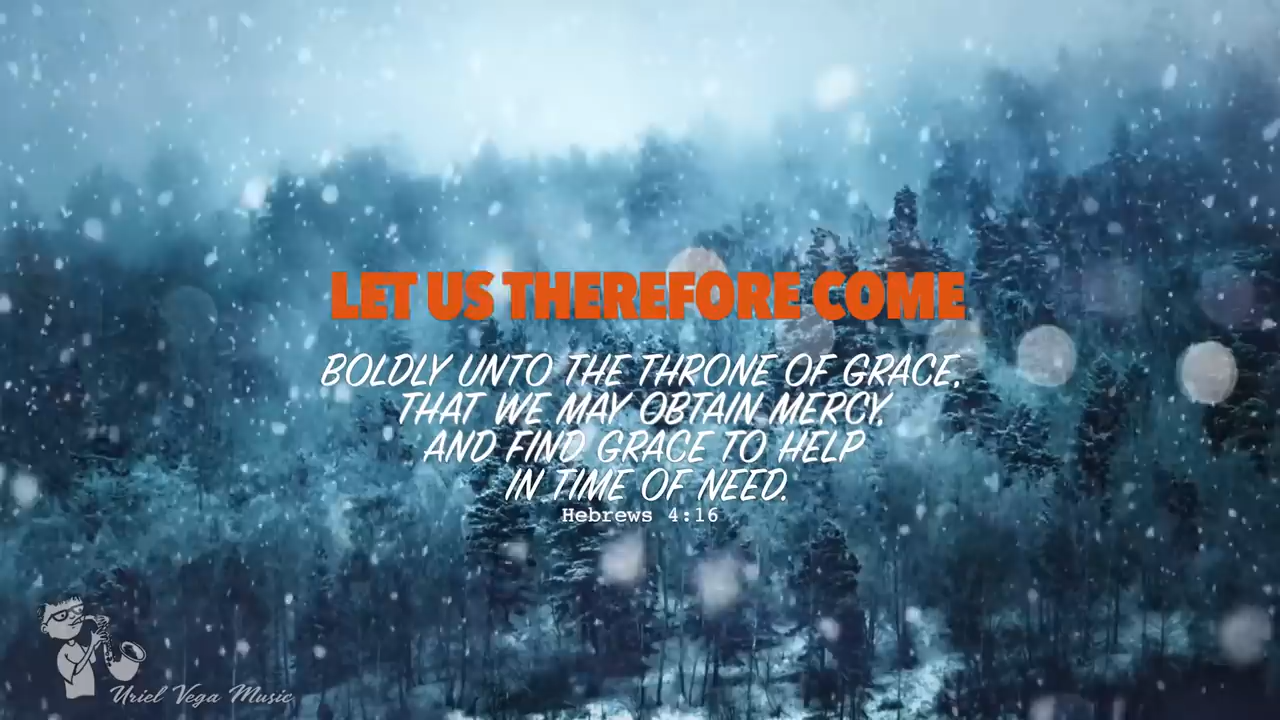 LET US THEREFORE COME
BOLDLY UNTO THE THRONE OF GRACE,
THAT WE MAY OBTAIN MERCY,
AND FIND GRACE TO HELP
IN TIME OF NEED.
Hebrews 4:16
Uriel Vega Music